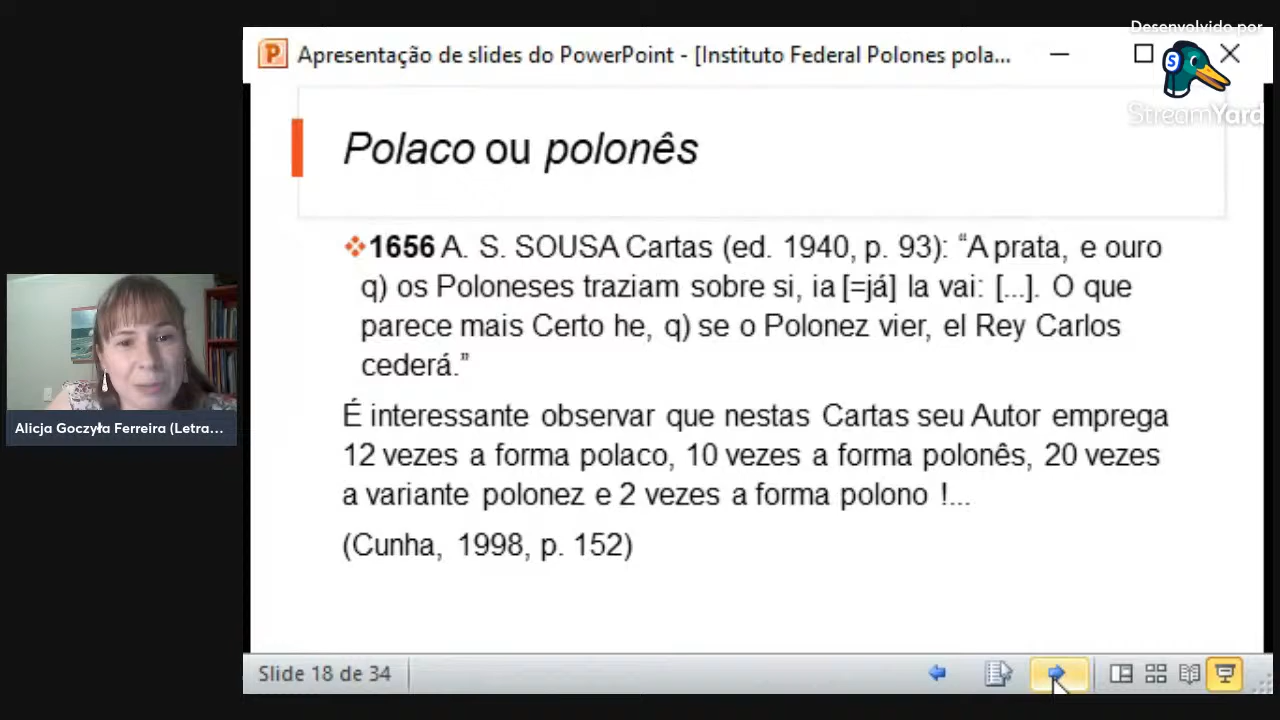 Desenvolvido por
Apresentação de slides do PowerPoint - [Instituto Federal Polones pola...
StreamYard
Polaco ou polonês
1656 A. S. SOUSA Cartas (ed. 1940, p. 93): “A prata, e ouro
q) os Poloneses traziam sobre si, ia [=já] la vai: [...]. O que
parece mais Certo he, q) se o Polonez vier, el Rey Carlos
cederá.”
É interessante observar que nestas Cartas seu Autor emprega
12 vezes a forma polaco, 10 vezes a forma polonês, 20 vezes
a variante polonez e 2 vezes a forma polono !...
(Cunha, 1998, p. 152)
Alicja Goczyła Ferreira (Letra...
Slide 18 de 34